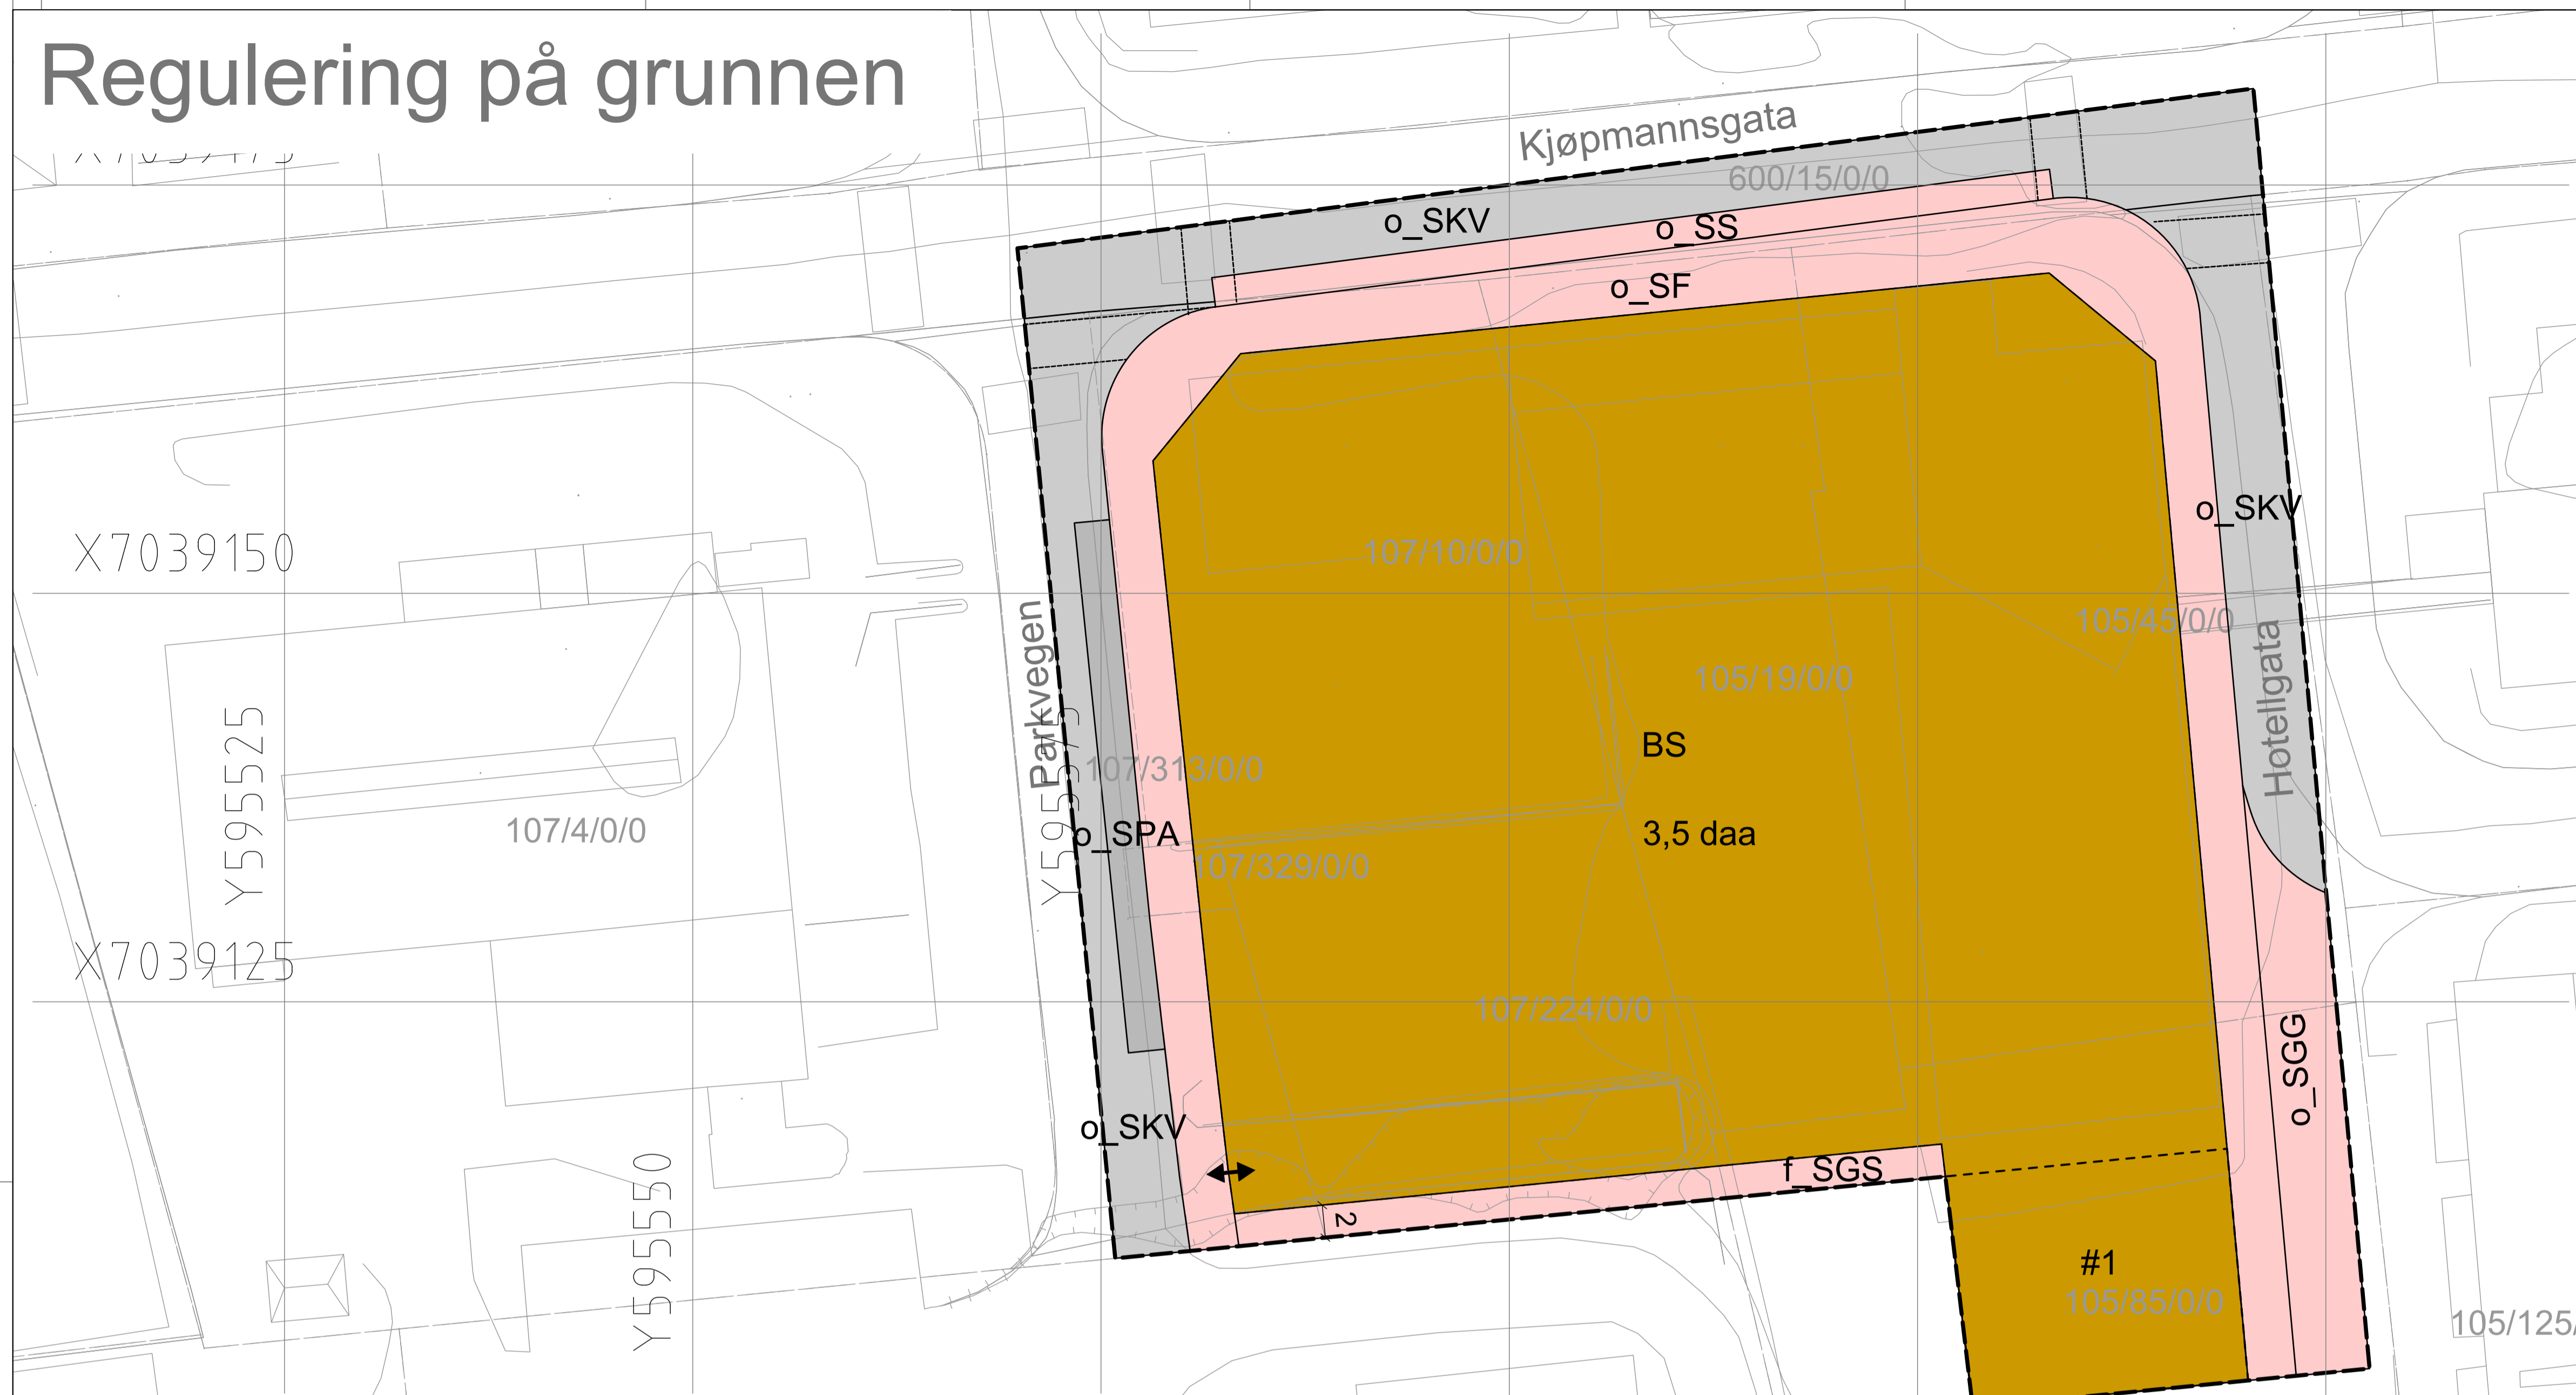 Regulering på grunnen
Kjøpmannsgata
600/15/0/0
o_SKV
o_SS
o_SF
o_SKV
X7039150
107/10/0/0
105/45/0/0
Parkvegen
Hotellgata
105/19/0/0
Y595525
BS
107/313/0/0
o_SPA
3,5 daa
107/4/0/0
107/329/0/0
X7039125
107/224/0/0
o_SGG
o_SKV
f_SGS
2
Y595550
#1
105/85/0/0
105/125/